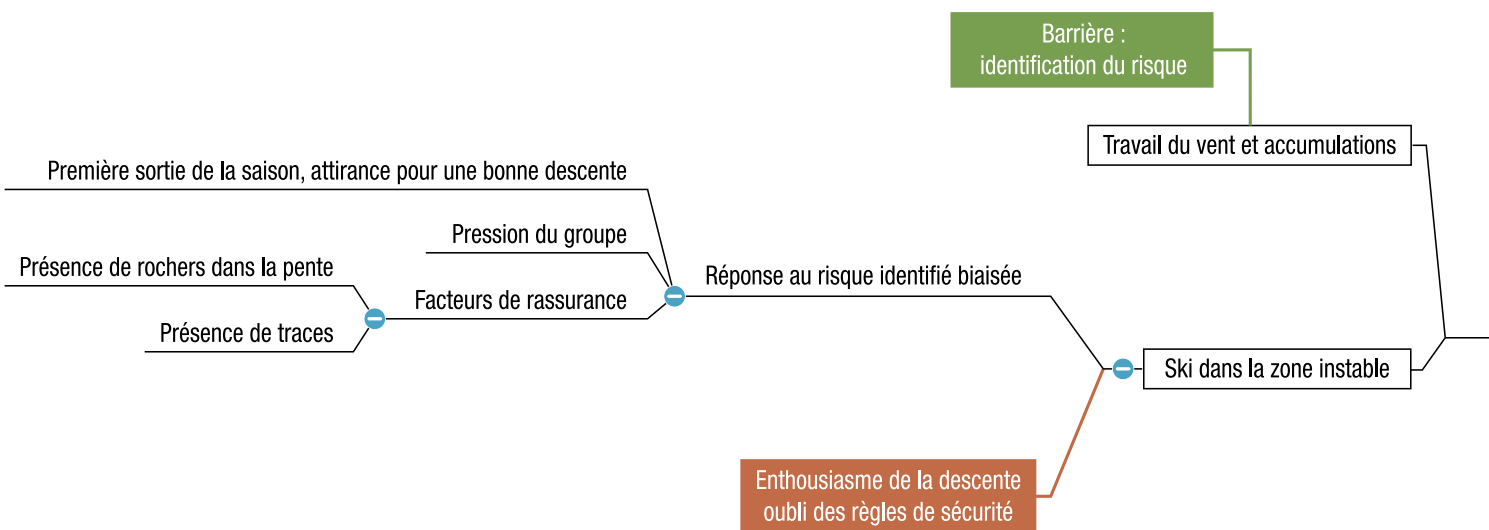 Barrière :
identification du risque
Travail du vent et accumulations
Première sortie de la saison, attirance pour une bonne descente
Pression du groupe
Présence de rochers dans la pente
Réponse au risque identifié biaisée
Facteurs de rassurance
Présence de traces
Ski dans la zone instable
Enthousiasme de la descente
oubli des règles de sécurité